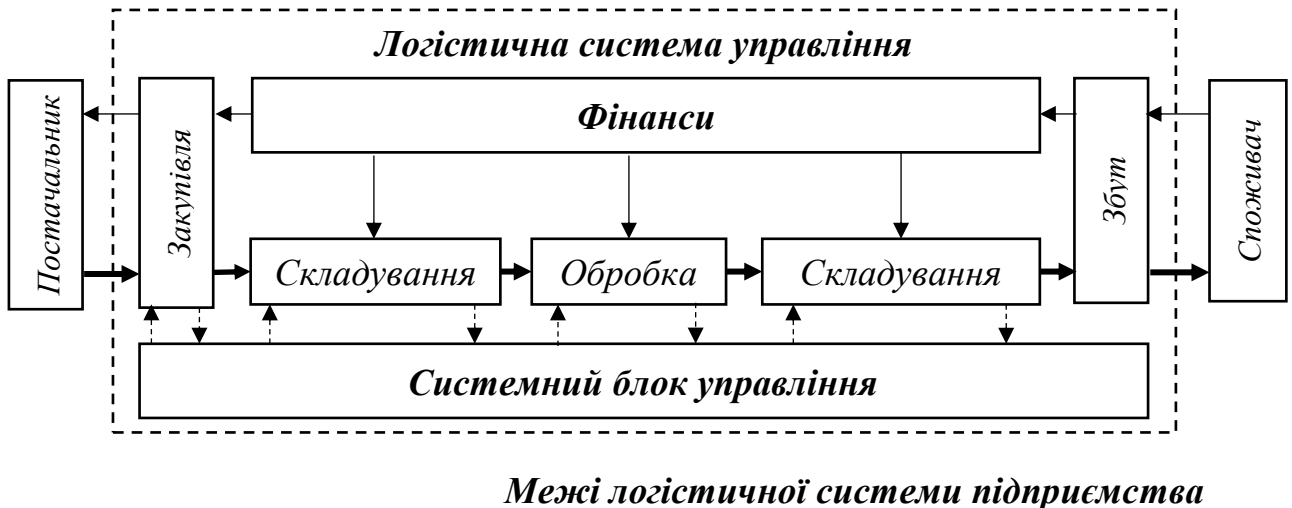 Логістична система управління
Постачальник
Закупівля
Фінанси
Збут
Споживач
Складування
Обробка
Складування
Системний блок управління
Межі логістичної системи підприємства